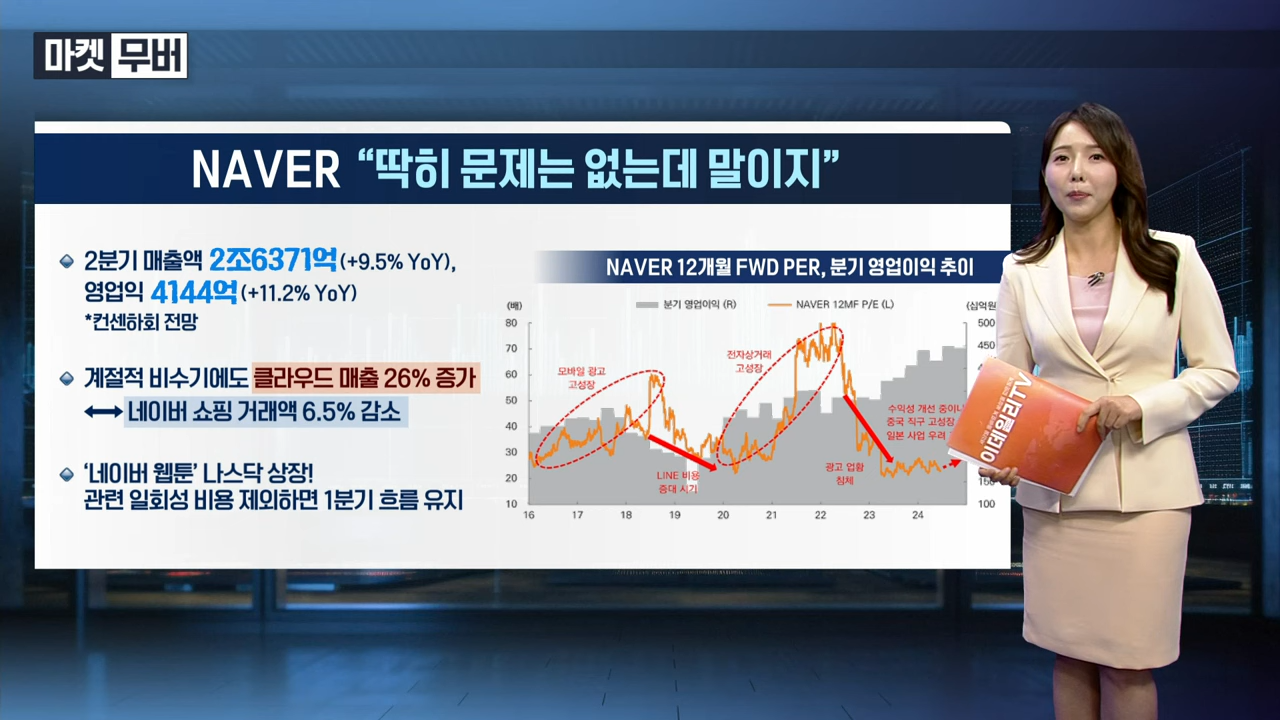 마켓무버
NAVER “딱히 문제는 없는데 말이지”
2분기 매출액 2조6371억(+9.5% YoY),
영업익 4144억(+11.2% YoY)
*컨센하회 전망
계절적 비수기에도 클라우드 매출 26% 증가
네이버 쇼핑 거래액 6.5% 감소
‘네이버 웹툰’ 나스닥 상장!
관련 일회성 비용 제외하면 1분기 흐름 유지
NAVER 12개월 FWD PER, 분기 영업이익 추이
(배)
분기 영업이익 (R)
NAVER 12MF P/E (L)
(십억원
80
70
60
50
40
30
20
10
500
450
150
100
모바일 광고
고성장
전자상거래
고성장
LINE 비용
증대 시기
광고 업황
침체
수익성 개선 중이나
중국 직구 고성장
일본 사업 우려
16 17 18 19 20 21 22 23 24
이데일리TV